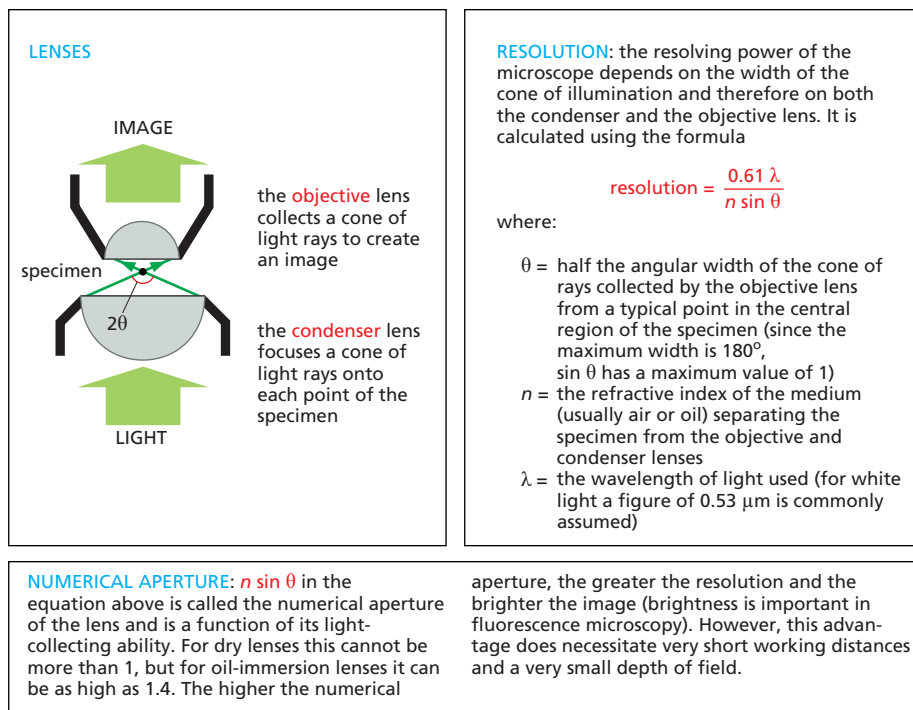 LENSES
IMAGE
the objective lens
collects a cone of
light rays to create
an image
specimen
2θ
the condenser lens
focuses a cone of
light rays onto
each point of the
specimen
LIGHT
RESOLUTION: the resolving power of the
microscope depends on the width of the
cone of illumination and therefore on both
the condenser and the objective lens. It is
calculated using the formula
resolution = 0.61 λ / n sin θ
where:
θ = half the angular width of the cone of
rays collected by the objective lens
from a typical point in the central
region of the specimen (since the
maximum width is 180°,
sin θ has a maximum value of 1)
n = the refractive index of the medium
(usually air or oil) separating the
specimen from the objective and
condenser lenses
λ = the wavelength of light used (for white
light a figure of 0.53 μm is commonly
assumed)
NUMERICAL APERTURE: n sin θ in the
equation above is called the numerical aperture
of the lens and is a function of its light-
collecting ability. For dry lenses this cannot be
more than 1, but for oil-immersion lenses it can
be as high as 1.4. The higher the numerical
aperture, the greater the resolution and the
brighter the image (brightness is important in
fluorescence microscopy). However, this advan-
tage does necessitate very short working distances
and a very small depth of field.